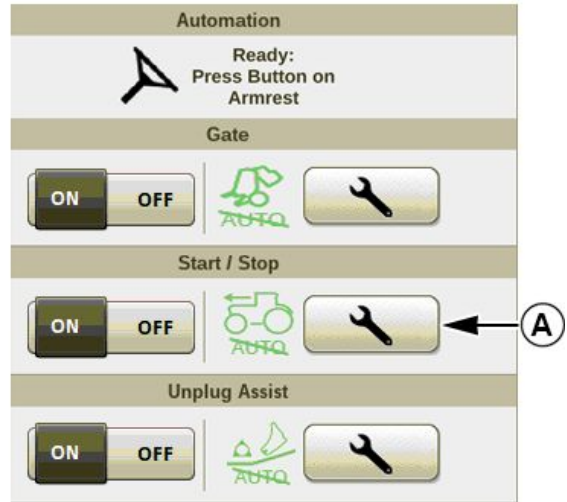 Automation
Ready:
Press Button on
Armrest
Gate
ON OFF
AUTO
Start / Stop
ON OFF
AUTO
A
Unplug Assist
ON OFF
AUTO